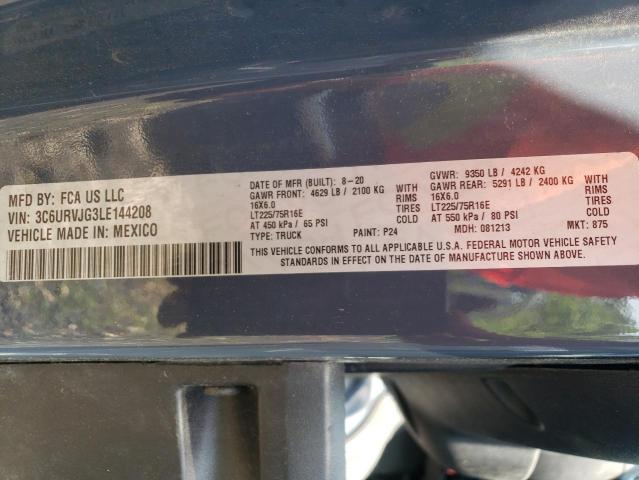 MFD BY: FCA US LLC
VIN: 3C6URVJG3LE144208
VEHICLE MADE IN: MEXICO
DATE OF MFR (BUILT): 8-20
GAWR FRONT: 4629 LB / 2100 KG
16X6.0 RIMS
LT225/75R16E TIRES
AT 450 kPa / 65 PSI COLD
TYPE: TRUCK PAINT: P24
GVWR: 9350 LB / 4242 KG
GAWR REAR: 5291 LB / 2400 KG
16X6.0 RIMS
LT225/75R16E TIRES
AT 550 kPa / 80 PSI COLD
MDH: 081213 MKT: 875
THIS VEHICLE CONFORMS TO ALL APPLICABLE U.S.A. FEDERAL MOTOR VEHICLE SAFETY
STANDARDS IN EFFECT ON THE DATE OF MANUFACTURE SHOWN ABOVE.